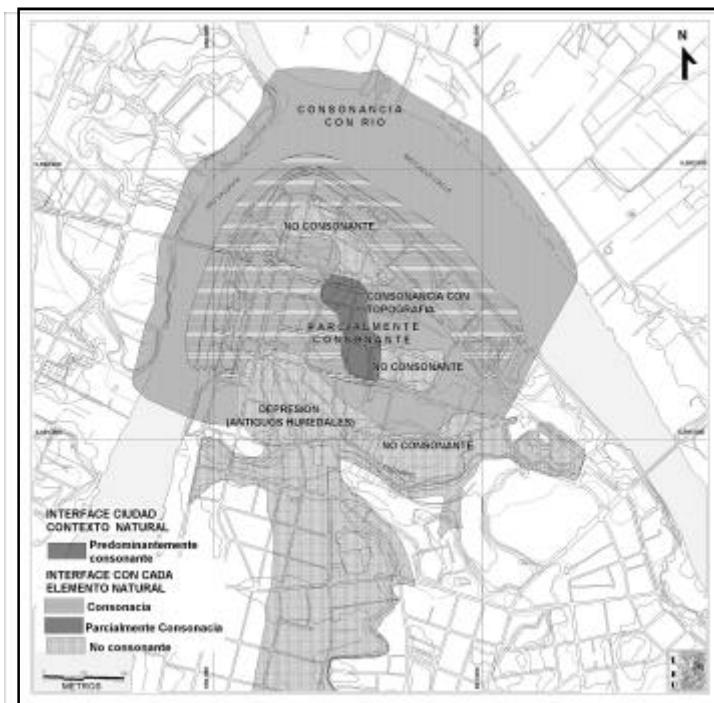 N
CONSONANCIA
CON RIO
NO CONSONANTE
CONSONANCIA CON
TOPOGRAFIA
PARCIALMENTE
CONSONANTE
NO CONSONANTE
DEPRESION
(ANTIGUOS HUMEDALES)
NO CONSONANTE
INTERFACE CIUDAD
CONTEXTO NATURAL
Predominantemente
consonante
INTERFACE CON CADA
ELEMENTO NATURAL
Consonacia
Parcialmente Consonacia
No consonante
METROS